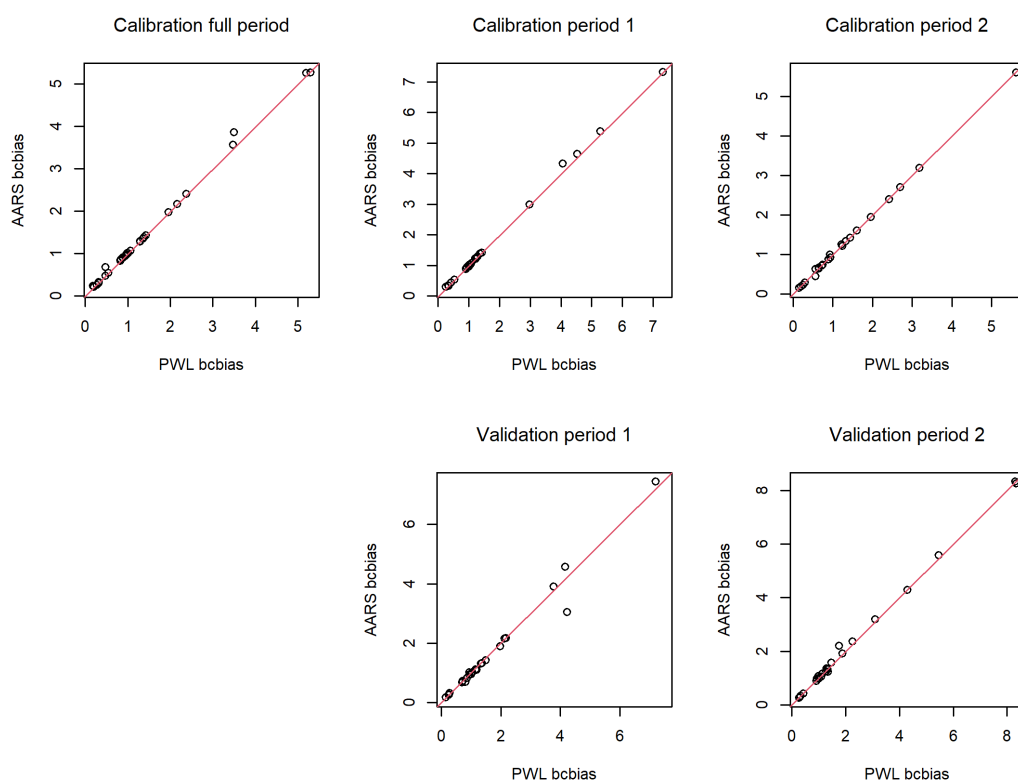 Calibration full period
Calibration period 1
Calibration period 2
AARS bcbias
0 1 2 3 4 5
0 1 2 3 4 5
PWL bcbias
AARS bcbias
0 1 2 3 4 5 6 7
0 1 2 3 4 5 6 7
PWL bcbias
AARS bcbias
0 1 2 3 4 5
0 1 2 3 4 5
PWL bcbias
Validation period 1
Validation period 2
AARS bcbias
0 2 4 6
0 2 4 6
PWL bcbias
AARS bcbias
0 2 4 6 8
0 2 4 6 8
PWL bcbias